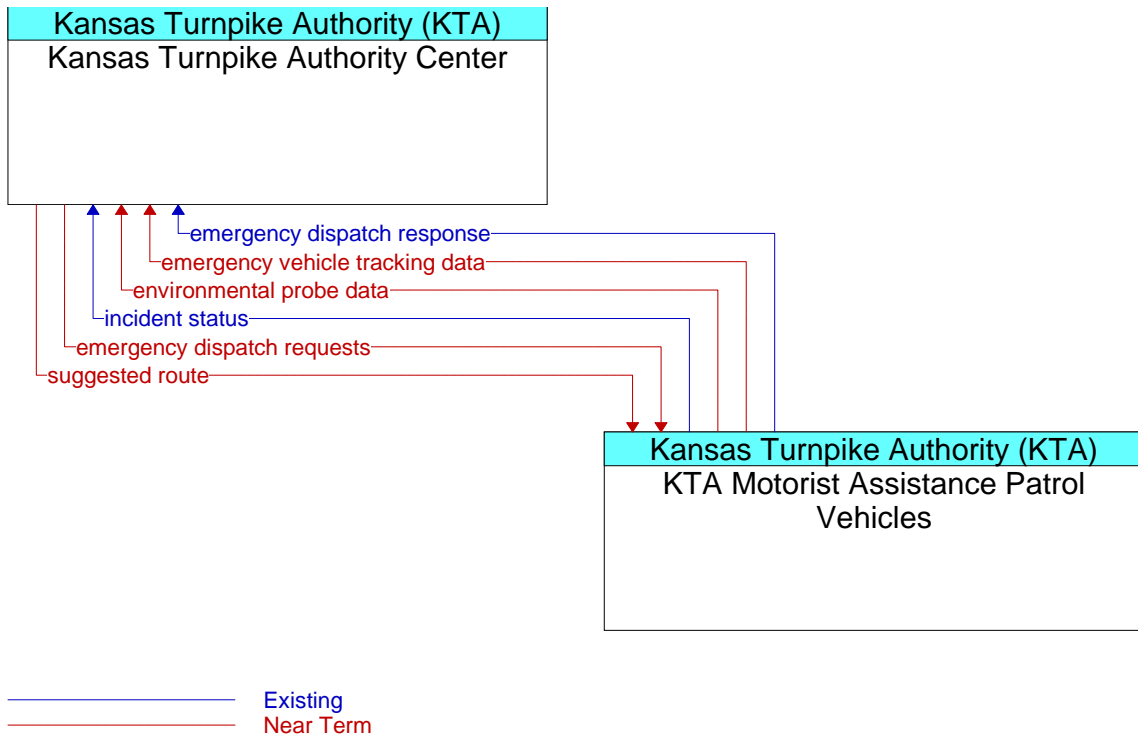 Kansas Turnpike Authority (KTA)
Kansas Turnpike Authority Center
emergency dispatch response
emergency vehicle tracking data
environmental probe data
incident status
emergency dispatch requests
suggested route
Kansas Turnpike Authority (KTA)
KTA Motorist Assistance Patrol
Vehicles
Existing
Near Term